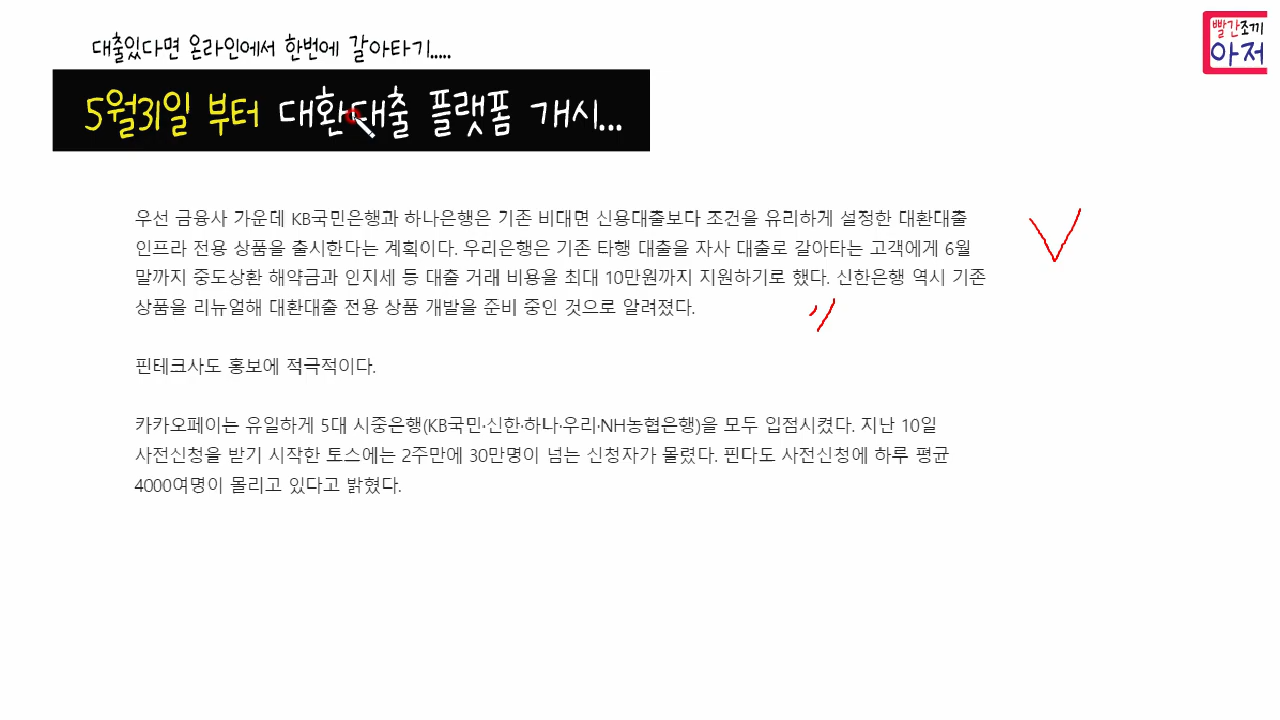 대출있다면 온라인에서 한번에 갈아타기.....
빨간조끼
아저
5월31일 부터 대환대출 플랫폼 개시...
우선 금융사 가운데 KB국민은행과 하나은행은 기존 비대면 신용대출보다 조건을 유리하게 설정한 대환대출
인프라 전용 상품을 출시한다는 계획이다. 우리은행은 기존 타행 대출을 자사 대출로 갈아타는 고객에게 6월
말까지 중도상환 해약금과 인지세 등 대출 거래 비용을 최대 10만원까지 지원하기로 했다. 신한은행 역시 기존
상품을 리뉴얼해 대환대출 전용 상품 개발을 준비 중인 것으로 알려졌다.
핀테크사도 홍보에 적극적이다.
카카오페이는 유일하게 5대 시중은행(KB국민·신한·하나·우리·NH농협은행)을 모두 입점시켰다. 지난 10일
사전신청을 받기 시작한 토스에는 2주만에 30만명이 넘는 신청자가 몰렸다. 핀다도 사전신청에 하루 평균
4000여명이 몰리고 있다고 밝혔다.